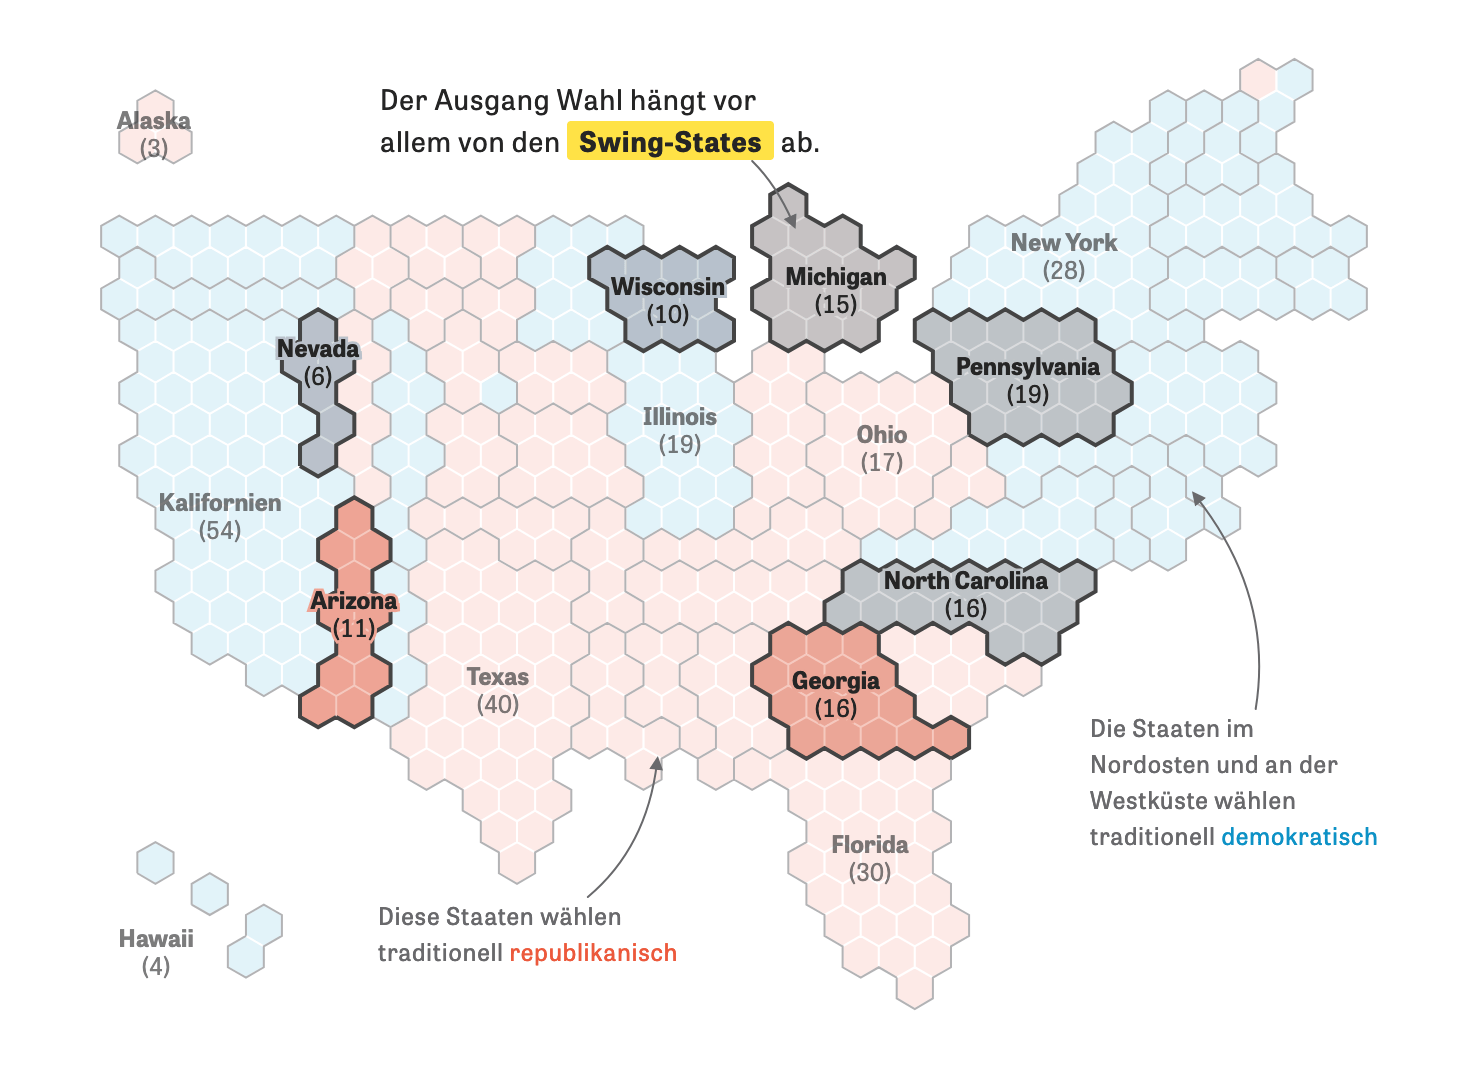 Der Ausgang Wahl hängt vor
allem von den Swing-States ab.
Alaska
(3)
New York
(28)
Wisconsin
(10)
Michigan
(15)
Nevada
(6)
Pennsylvania
(19)
Illinois
(19)
Ohio
(17)
Kalifornien
(54)
Arizona
(11)
North Carolina
(16)
Texas
(40)
Georgia
(16)
Die Staaten im
Nordosten und an der
Westküste wählen
traditionell demokratisch
Florida
(30)
Diese Staaten wählen
traditionell republikanisch
Hawaii
(4)